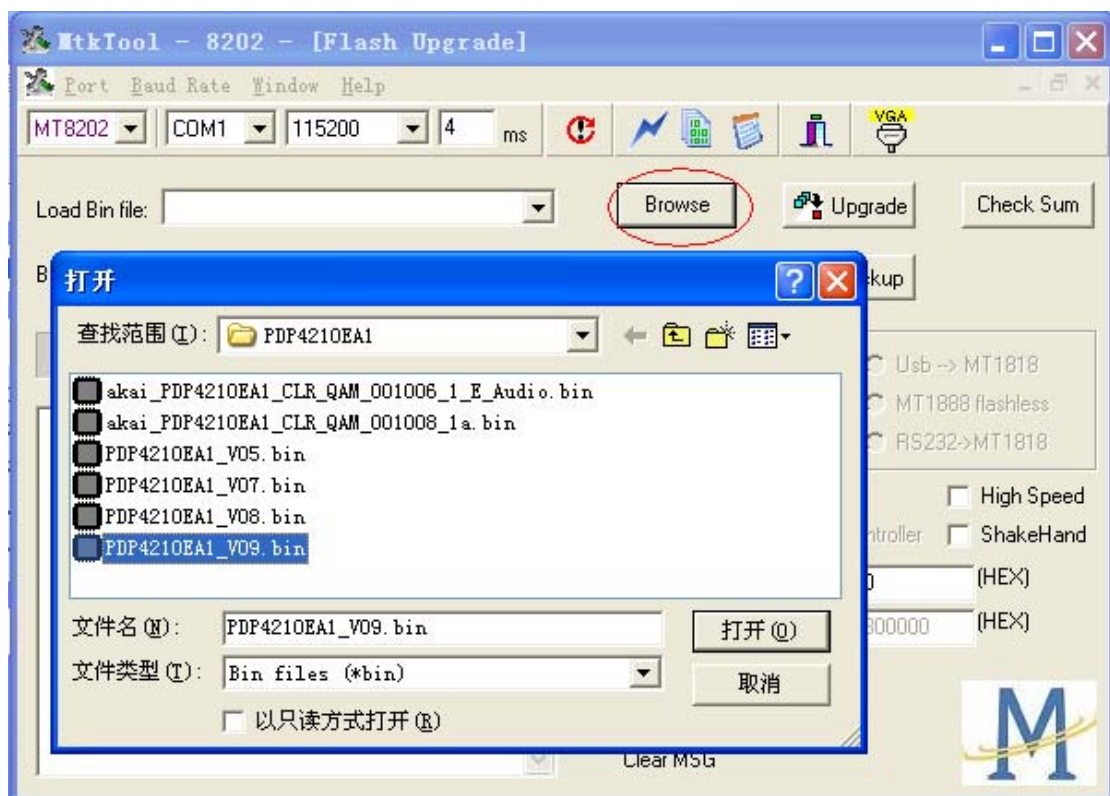 MtkTool - 8202 - [Flash Upgrade]
Port Baud Rate Window Help
MT8202 COM1 115200 4 ms VGA
Load Bin file: Browse Upgrade Check Sum
B kup
打开
查找范围(I): PDP4210EA1
akai_PDP4210EA1_CLR_QAM_001006_1_E_Audio.bin
akai_PDP4210EA1_CLR_QAM_001008_1a.bin
PDP4210EA1_V05.bin
PDP4210EA1_V07.bin
PDP4210EA1_V08.bin
PDP4210EA1_V09.bin
Usb --> MT1818
MT1888 flashless
RS232->MT1818
High Speed
ntroller ShakeHand
(HEX)
800000 (HEX)
文件名(N): PDP4210EA1_V09.bin 打开(O)
文件类型(T): Bin files (*bin) 取消
以只读方式打开(R)
Clear MSG
M